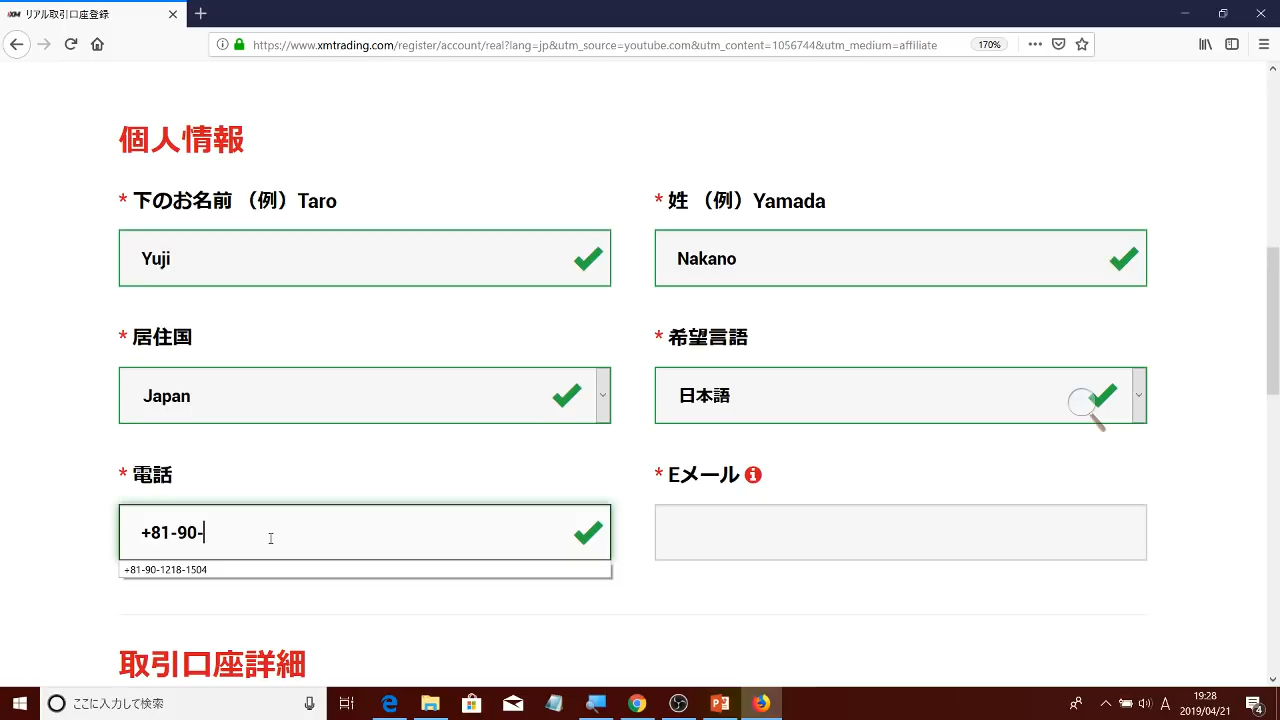 XM リアル取引口座登録
https://www.xmtrading.com/register/account/real?lang=jp&utm_source=youtube.com&utm_content=1056744&utm_medium=affiliate
170%
個人情報
* 下のお名前 （例）Taro
* 姓 （例）Yamada
Yuji
Nakano
* 居住国
* 希望言語
Japan
日本語
* 電話
* Eメール
+81-90-
+81-90-1218-1504
取引口座詳細
ここに入力して検索
A
19:28
2019/04/21
4